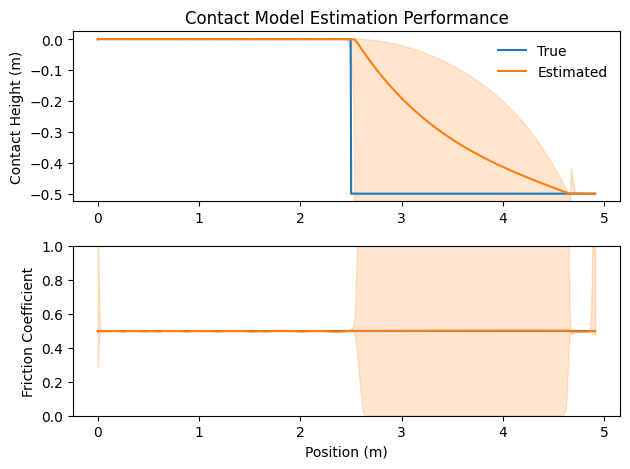 Contact Model Estimation Performance
Contact Height (m)
0.0
−0.1
−0.2
−0.3
−0.4
−0.5
True
Estimated
0 1 2 3 4 5
Friction Coefficient
1.0
0.8
0.6
0.4
0.2
0.0
0 1 2 3 4 5
Position (m)